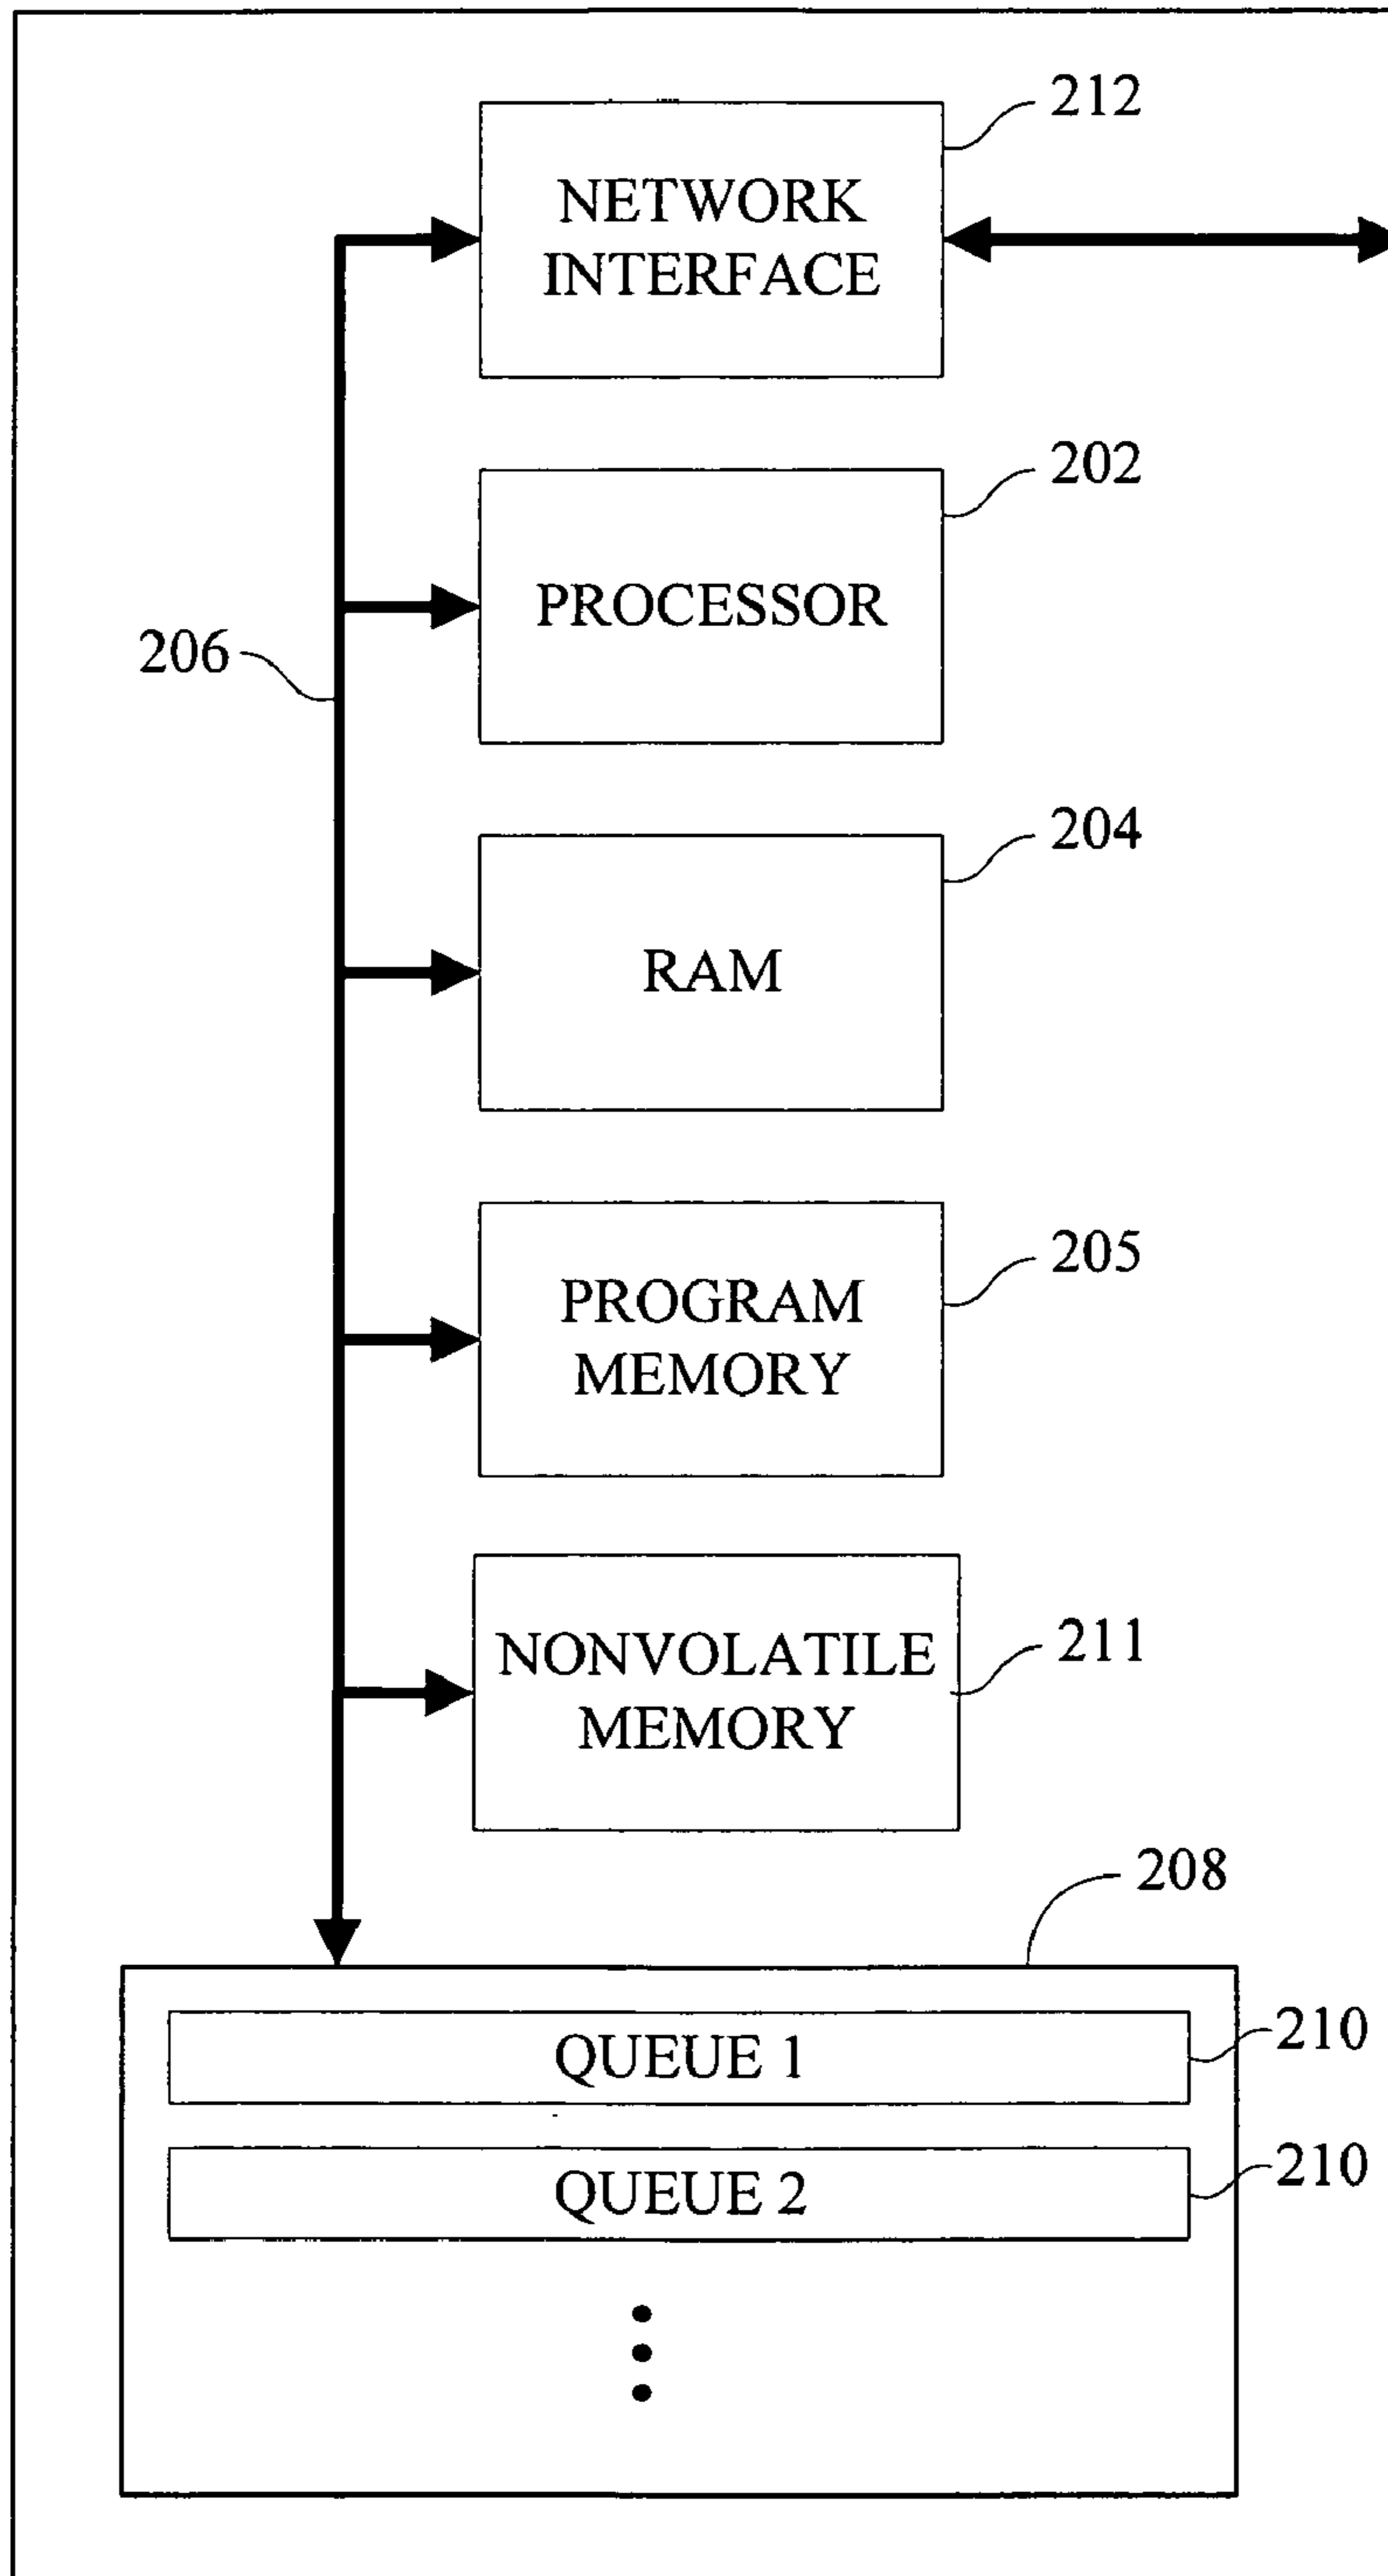 212
NETWORK
INTERFACE
202
PROCESSOR
206
204
RAM
205
PROGRAM
MEMORY
211
NONVOLATILE
MEMORY
208
QUEUE 1
210
QUEUE 2
210